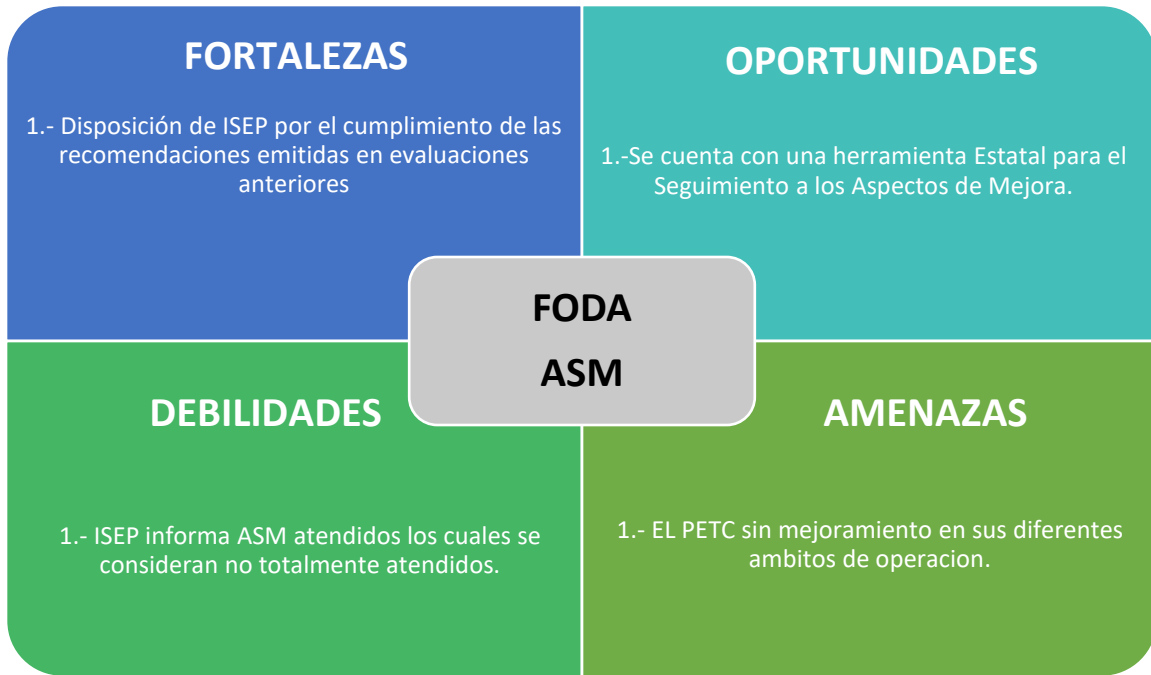 FORTALEZAS
1.- Disposición de ISEP por el cumplimiento de las
recomendaciones emitidas en evaluaciones
anteriores
OPORTUNIDADES
1.-Se cuenta con una herramienta Estatal para el
Seguimiento a los Aspectos de Mejora.
FODA
ASM
DEBILIDADES
1.- ISEP informa ASM atendidos los cuales se
consideran no totalmente atendidos.
AMENAZAS
1.- EL PETC sin mejoramiento en sus diferentes
ambitos de operacion.